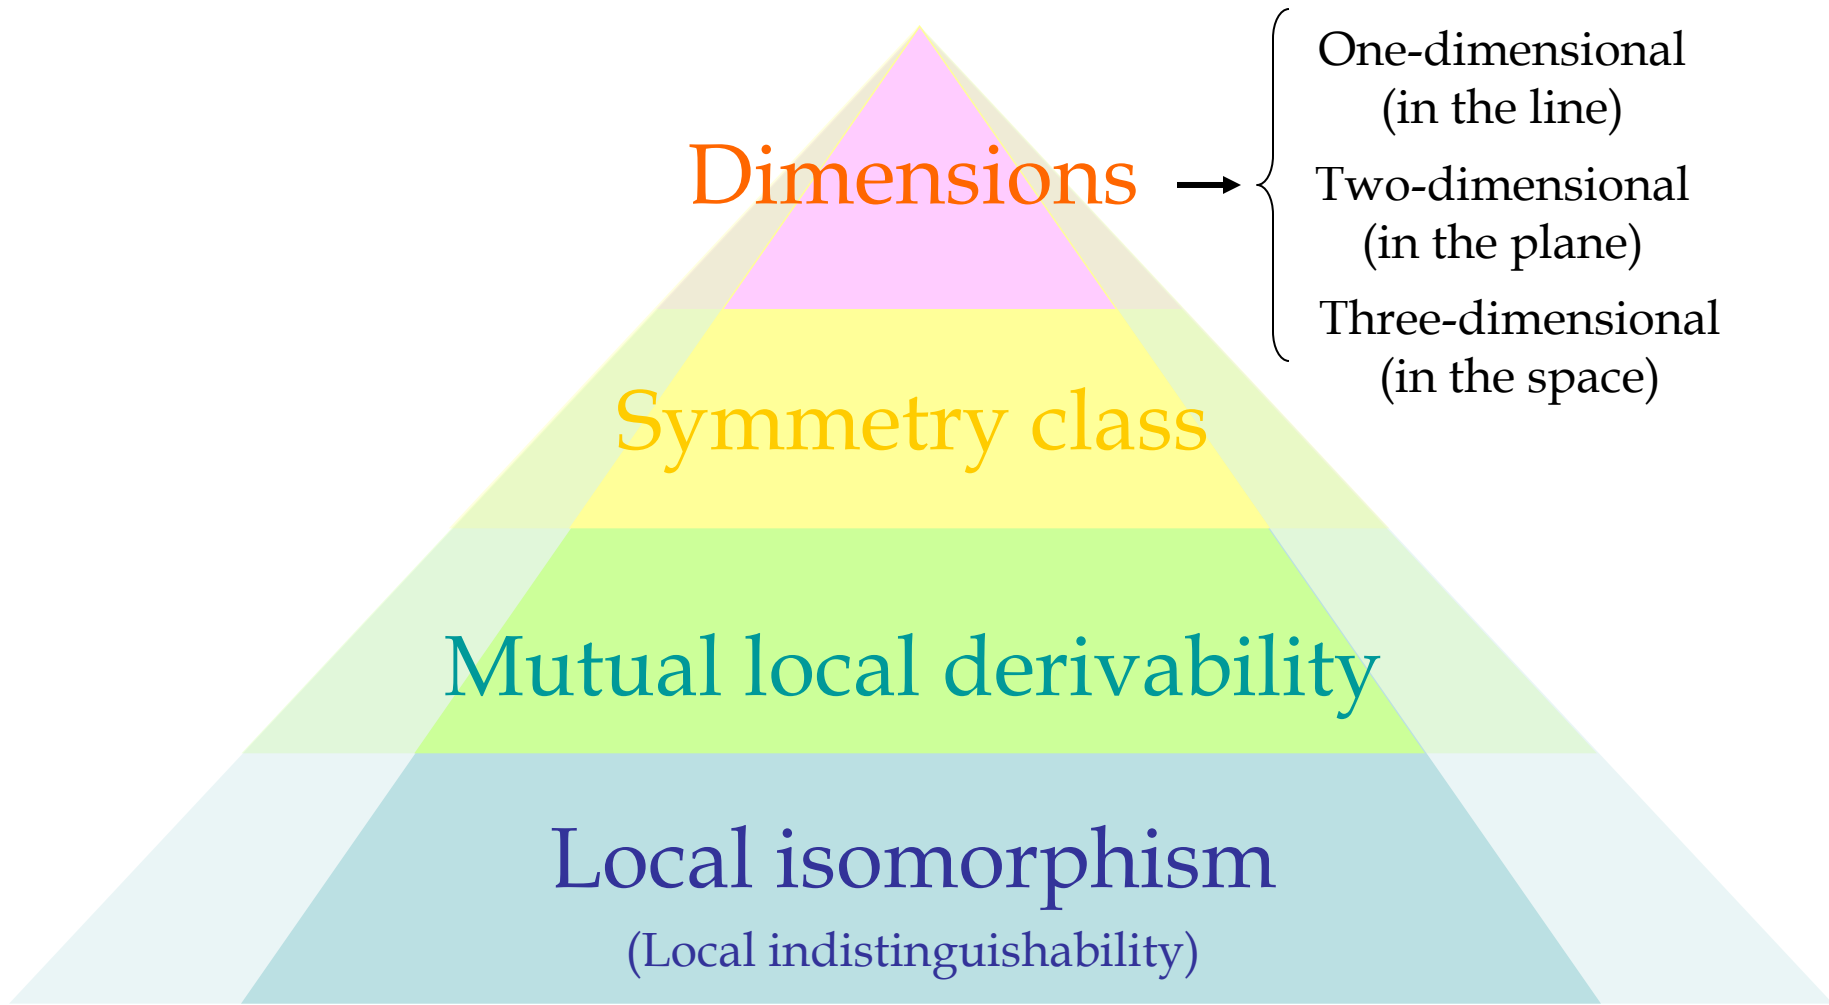 Dimensions
One-dimensional
(in the line)
Two-dimensional
(in the plane)
Three-dimensional
(in the space)
Symmetry class
Mutual local derivability
Local isomorphism
(Local indistinguishability)